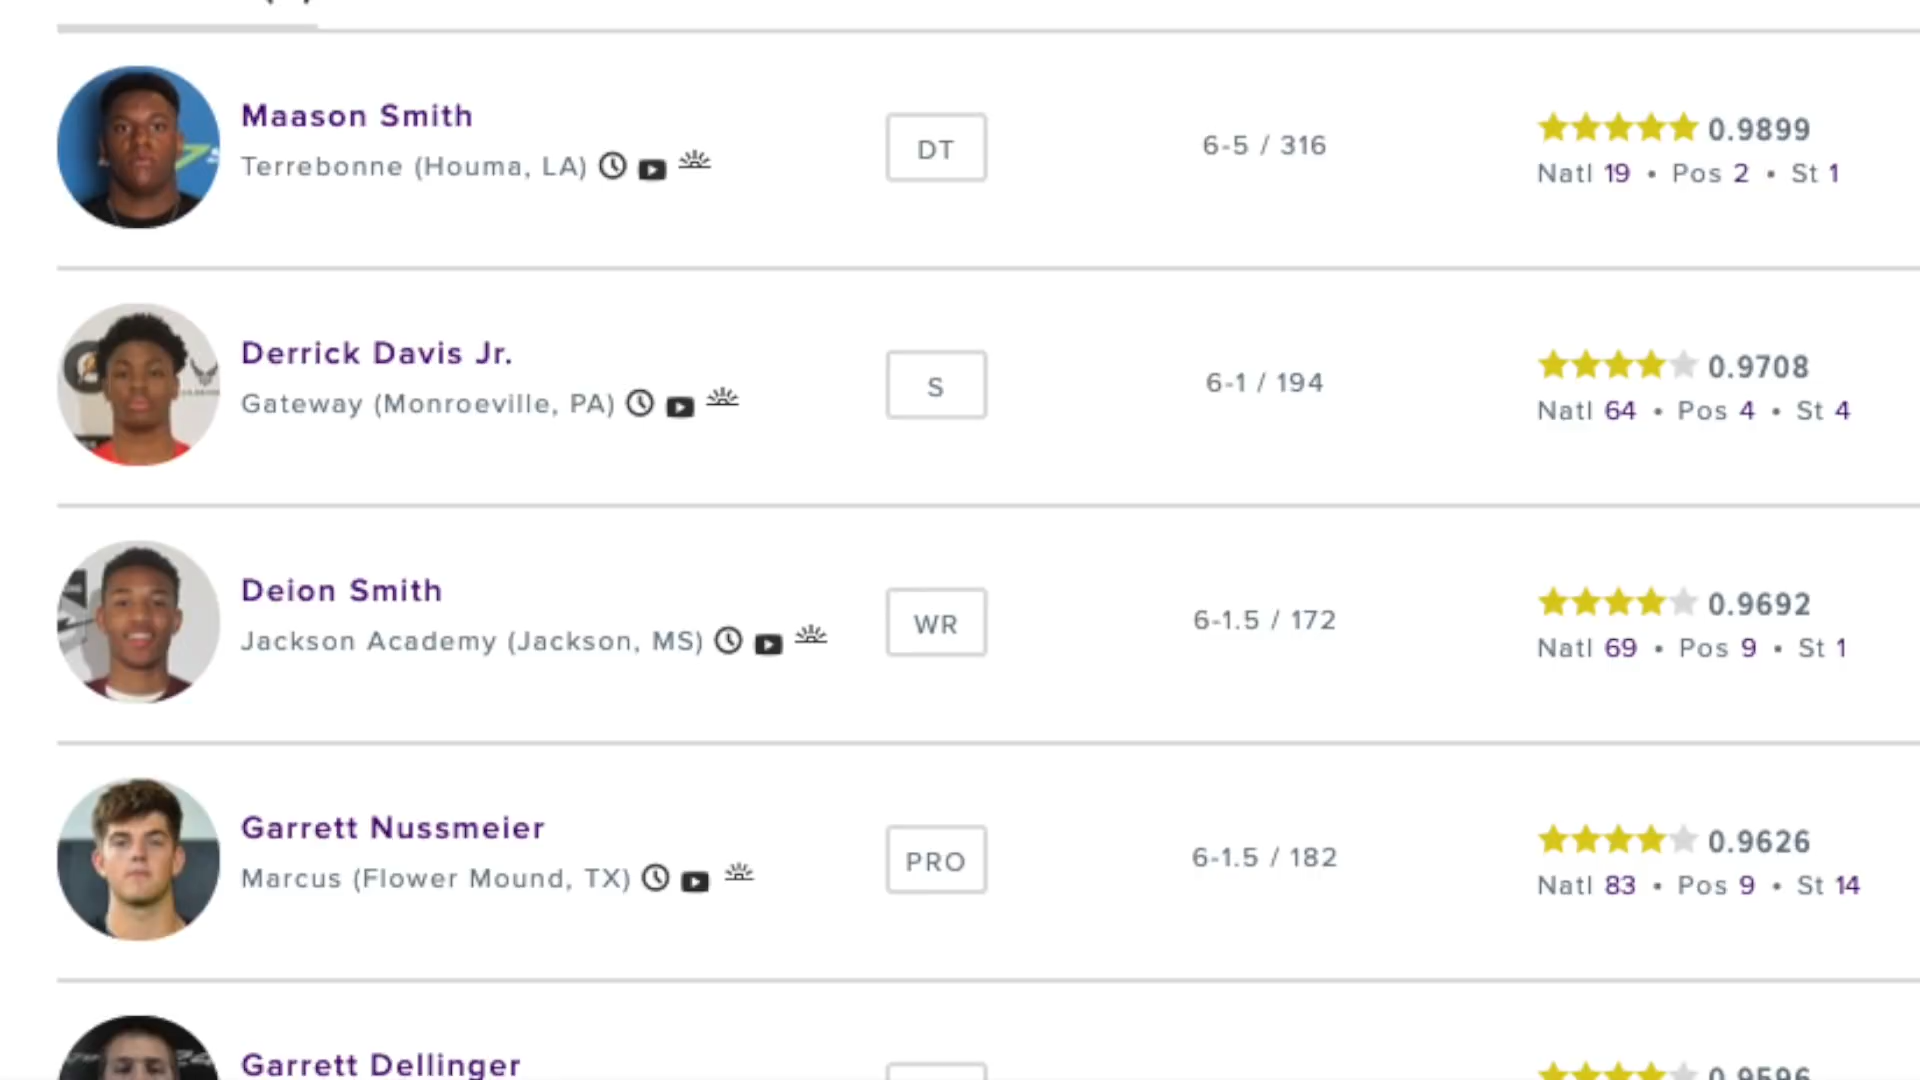 Maason Smith
Terrebonne (Houma, LA)
DT
6-5 / 316
0.9899
Natl 19 • Pos 2 • St 1
Derrick Davis Jr.
Gateway (Monroeville, PA)
S
6-1 / 194
0.9708
Natl 64 • Pos 4 • St 4
Deion Smith
Jackson Academy (Jackson, MS)
WR
6-1.5 / 172
0.9692
Natl 69 • Pos 9 • St 1
Garrett Nussmeier
Marcus (Flower Mound, TX)
PRO
6-1.5 / 182
0.9626
Natl 83 • Pos 9 • St 14
Garrett Dellinger
0.9596